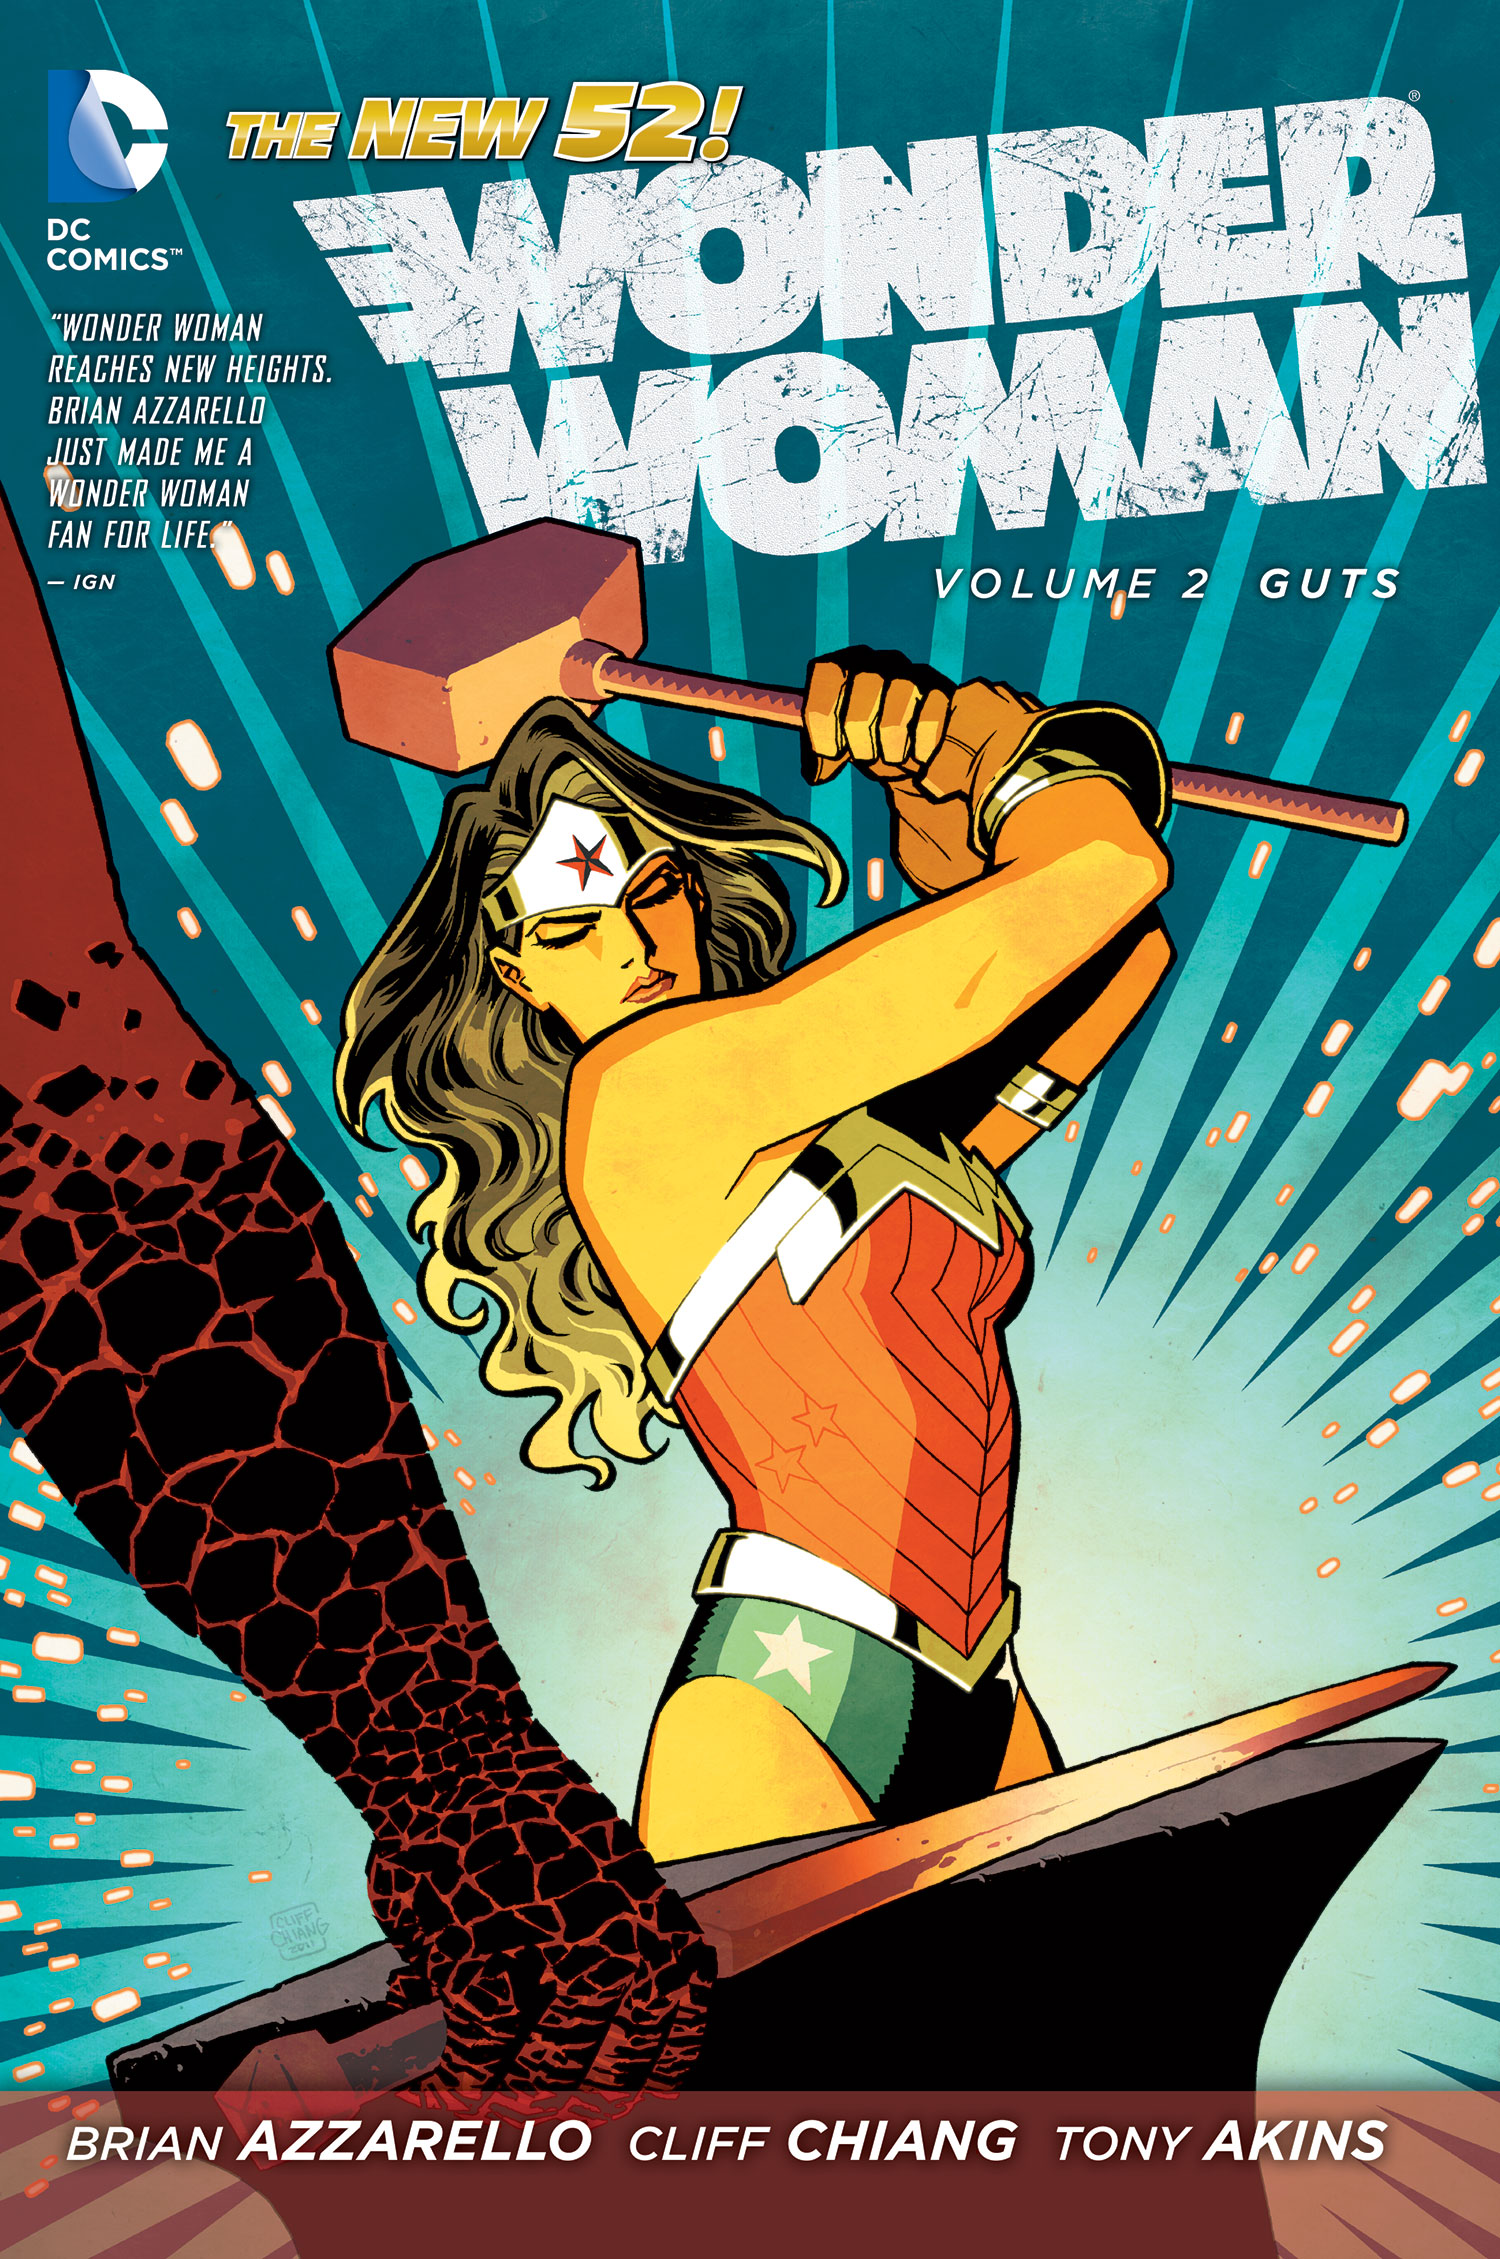 THE NEW 52!
DC
COMICS™
WONDER
WOMAN®
"WONDER WOMAN
REACHES NEW HEIGHTS.
BRIAN AZZARELLO
JUST MADE ME A
WONDER WOMAN
FAN FOR LIFE."
— IGN
VOLUME 2 GUTS
CLIFF
CHIANG
2011
BRIAN AZZARELLO CLIFF CHIANG TONY AKINS